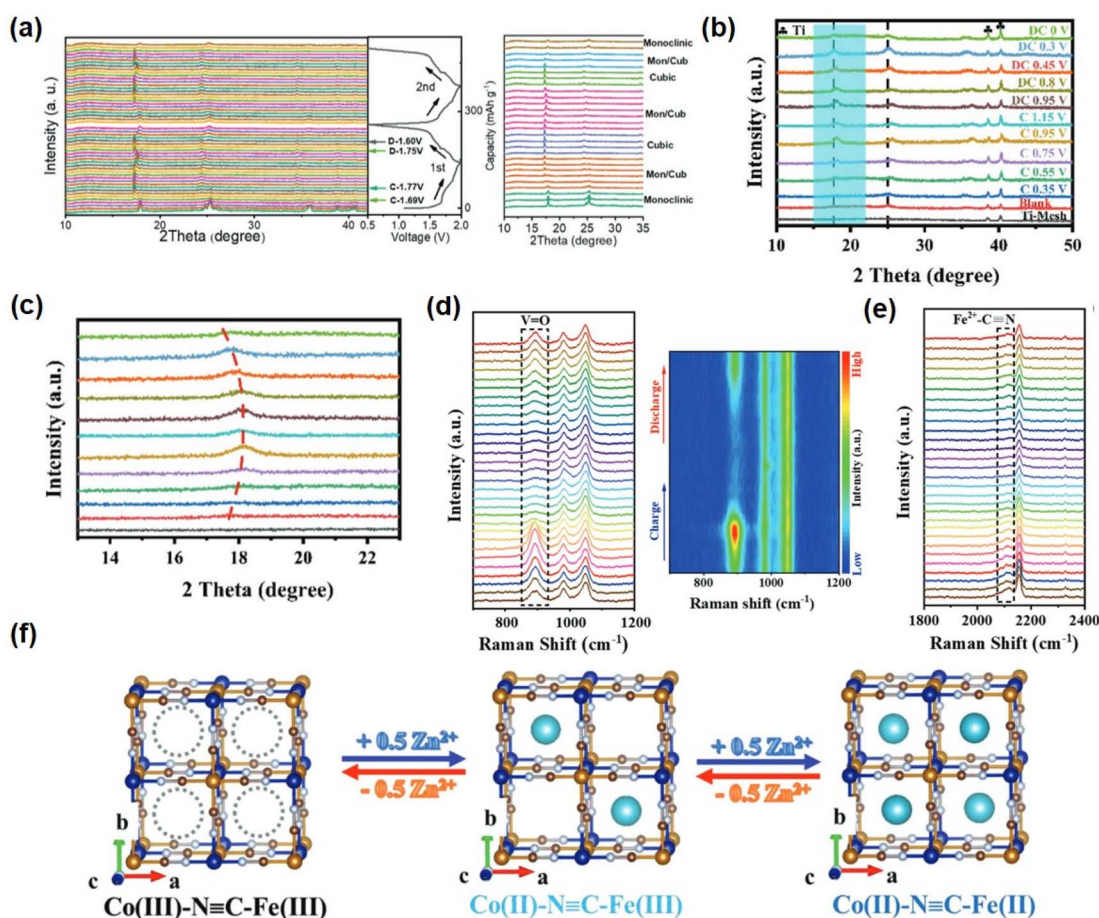 (a)
Intensity (a. u.)
2nd
1st
D-1.60V
D-1.75V
C-1.77V
C-1.69V
10 20 30 40 0.5 1.0 1.5 2.0
2Theta (degree)
Voltage (V)
300
0
Capacity (mAh g⁻¹)
Monoclinic
Mon/Cub
Cubic
Mon/Cub
Cubic
Mon/Cub
Monoclinic
10 15 20 25 30 35
2Theta (degree)
(b)
♣ Ti
♣ ♣
DC 0 V
DC 0.3 V
DC 0.45 V
DC 0.8 V
DC 0.95 V
C 1.15 V
C 0.95 V
C 0.75 V
C 0.55 V
C 0.35 V
Blank
Ti-Mesh
Intensity (a.u.)
10 20 30 40 50
2 Theta (degree)
(c)
Intensity (a.u.)
14 16 18 20 22
2 Theta (degree)
(d)
V=O
Intensity (a.u.)
800 1000 1200
Raman Shift (cm⁻¹)
Discharge
Charge
800 1000 1200
Raman shift (cm⁻¹)
High
Intensity (a.u.)
Low
(e)
Fe²⁺-C≡N
Intensity (a.u.)
1800 2000 2200 2400
Raman Shift (cm⁻¹)
(f)
+ 0.5 Zn²⁺
- 0.5 Zn²⁺
+ 0.5 Zn²⁺
- 0.5 Zn²⁺
b
c
a
b
c
a
b
c
a
Co(III)-N≡C-Fe(III)
Co(II)-N≡C-Fe(III)
Co(II)-N≡C-Fe(II)